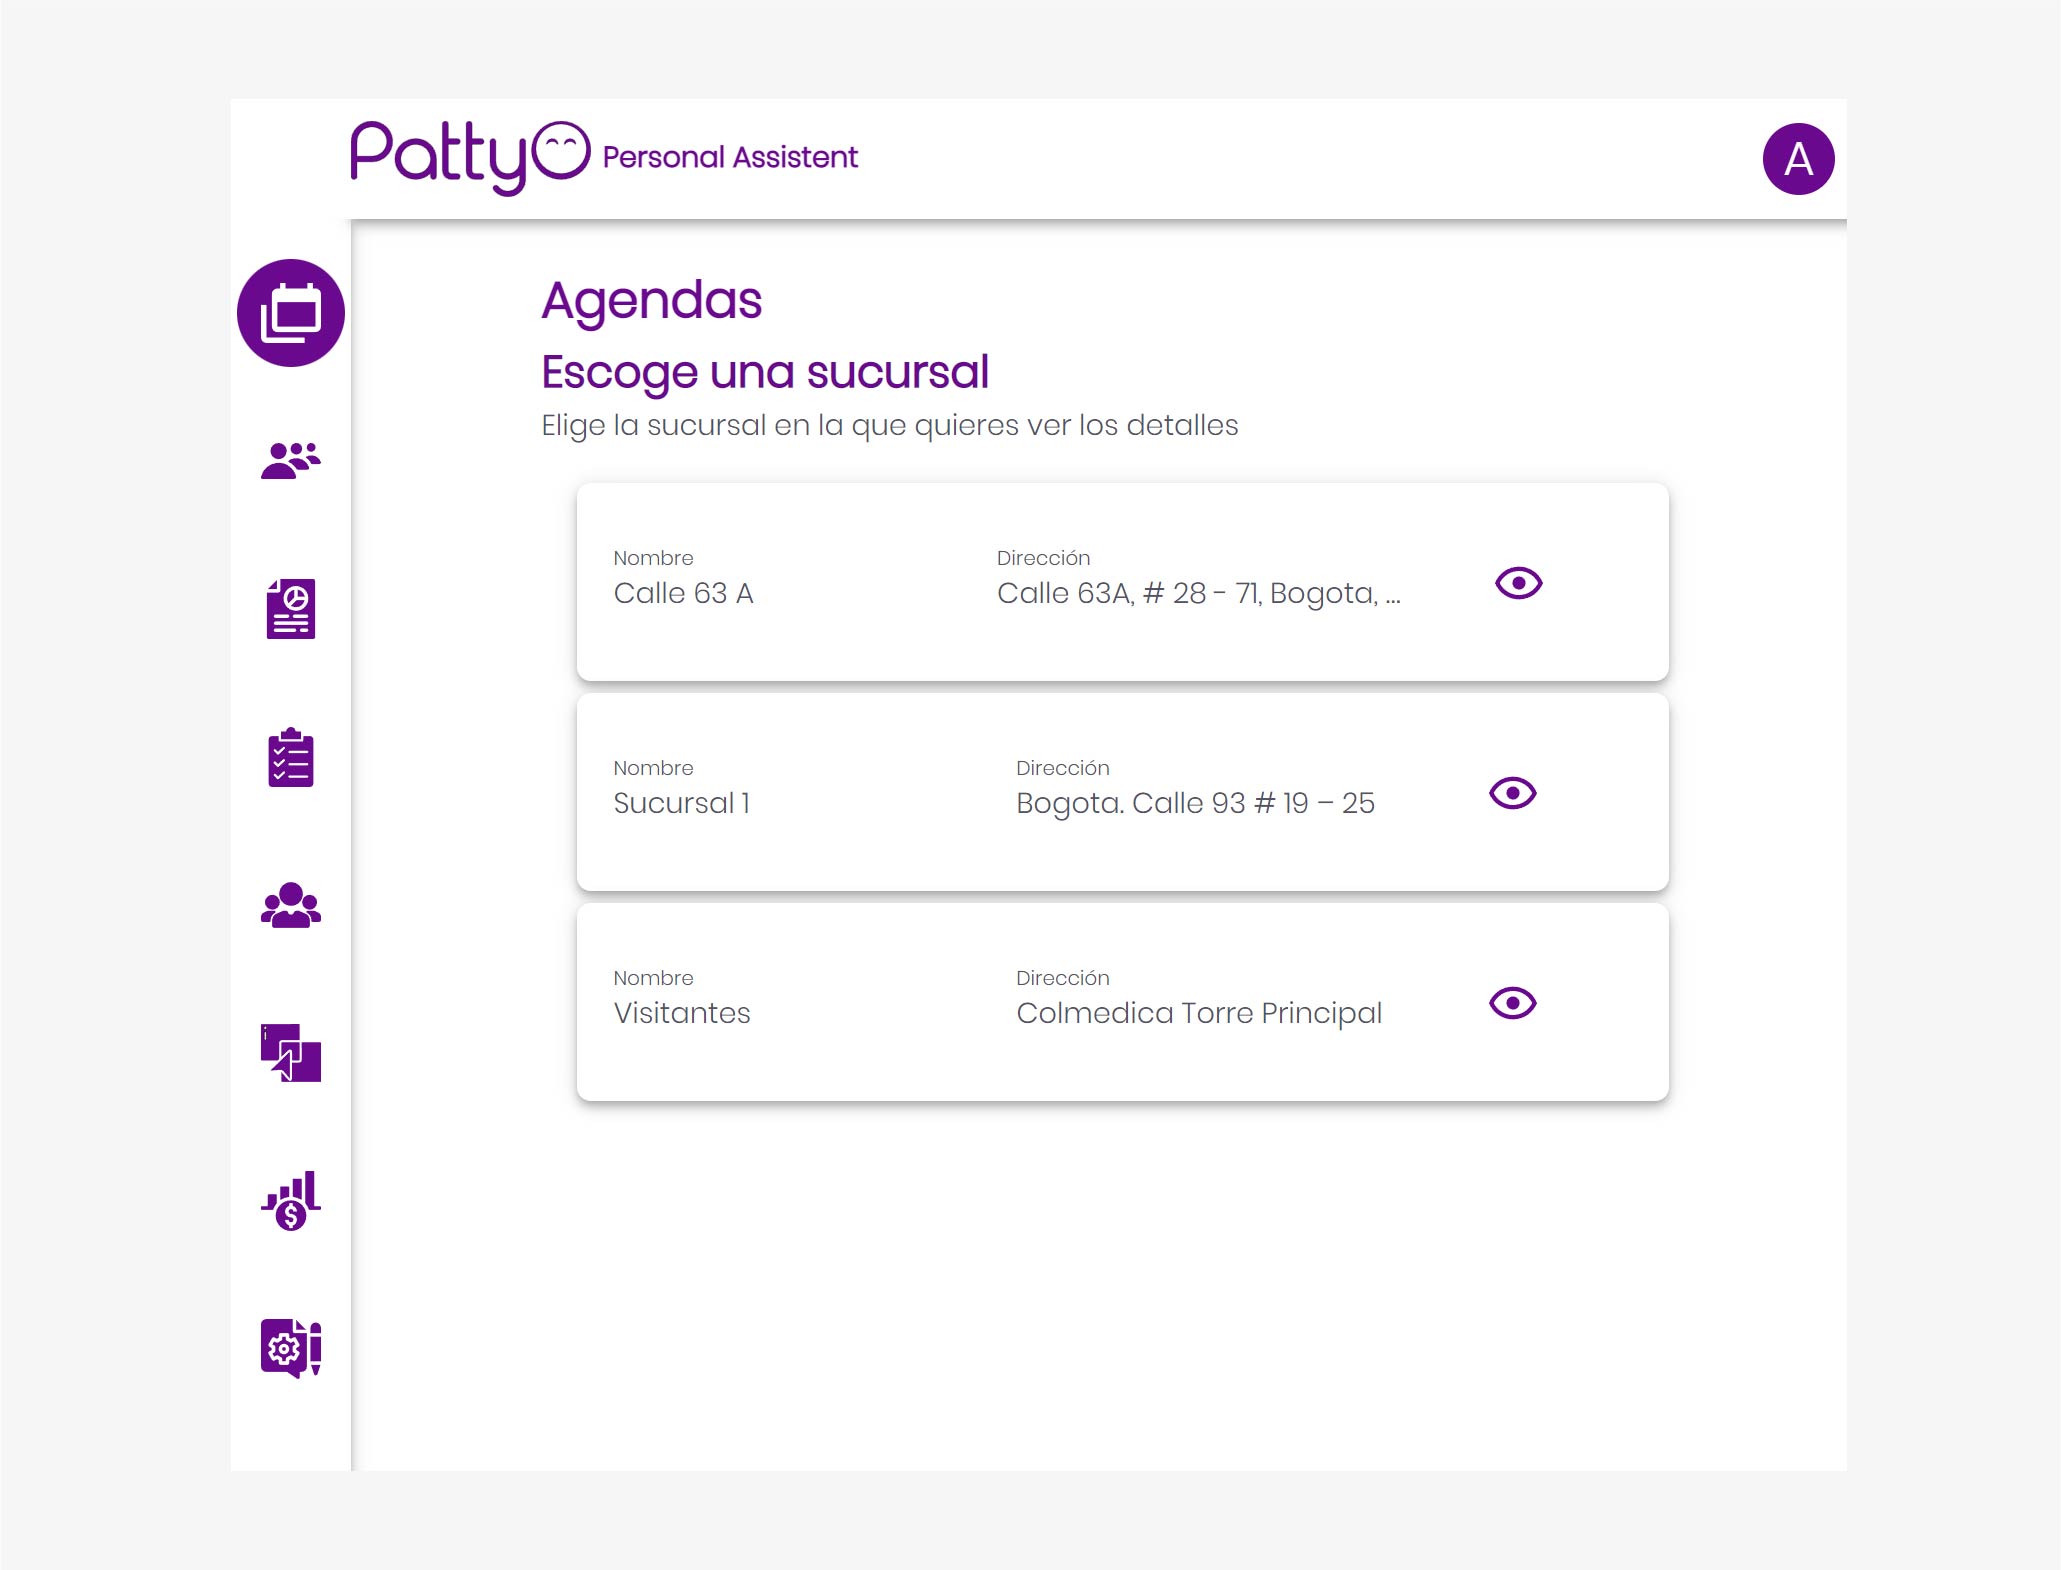 Patty Personal Assistent
A
Agendas
Escoge una sucursal
Elige la sucursal en la que quieres ver los detalles
Nombre Dirección
Calle 63 A Calle 63A, # 28 - 71, Bogota, ...
Nombre Dirección
Sucursal 1 Bogota. Calle 93 # 19 – 25
Nombre Dirección
Visitantes Colmedica Torre Principal